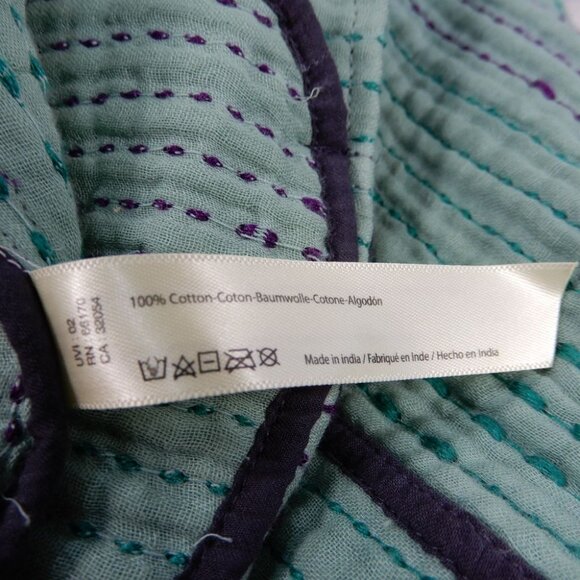 UVI : 02
RN : 66170
CA : 32054
100% Cotton-Coton-Baumwolle-Cotone-Algodón
Made in india / Fabriqué en Inde / Hecho en India